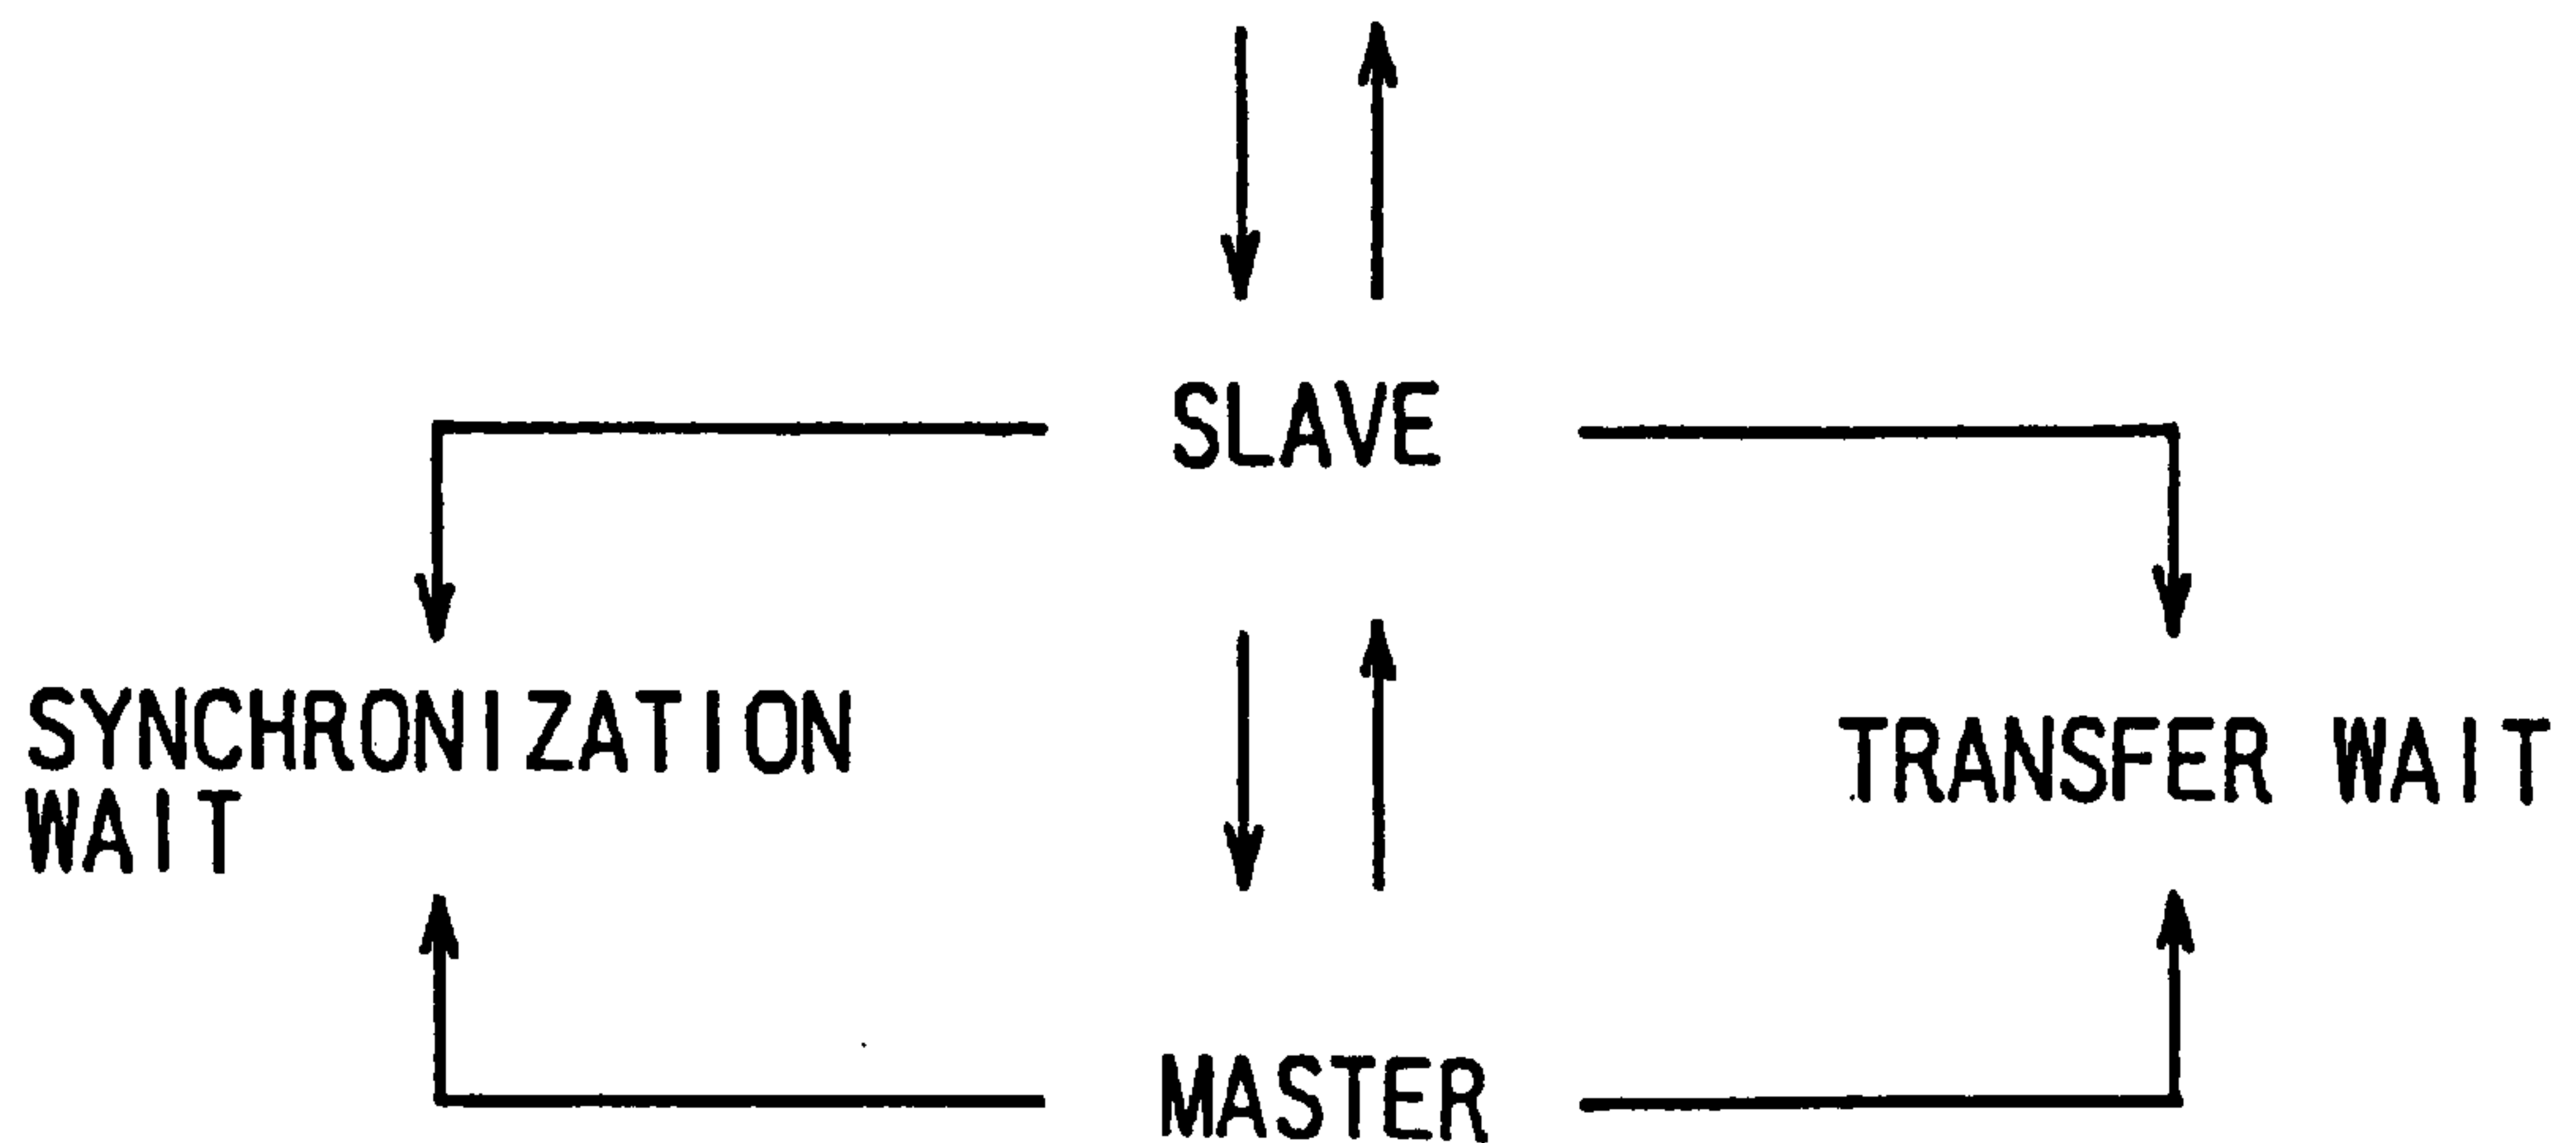 SLAVE
SYNCHRONIZATION
WAIT
TRANSFER WAIT
MASTER